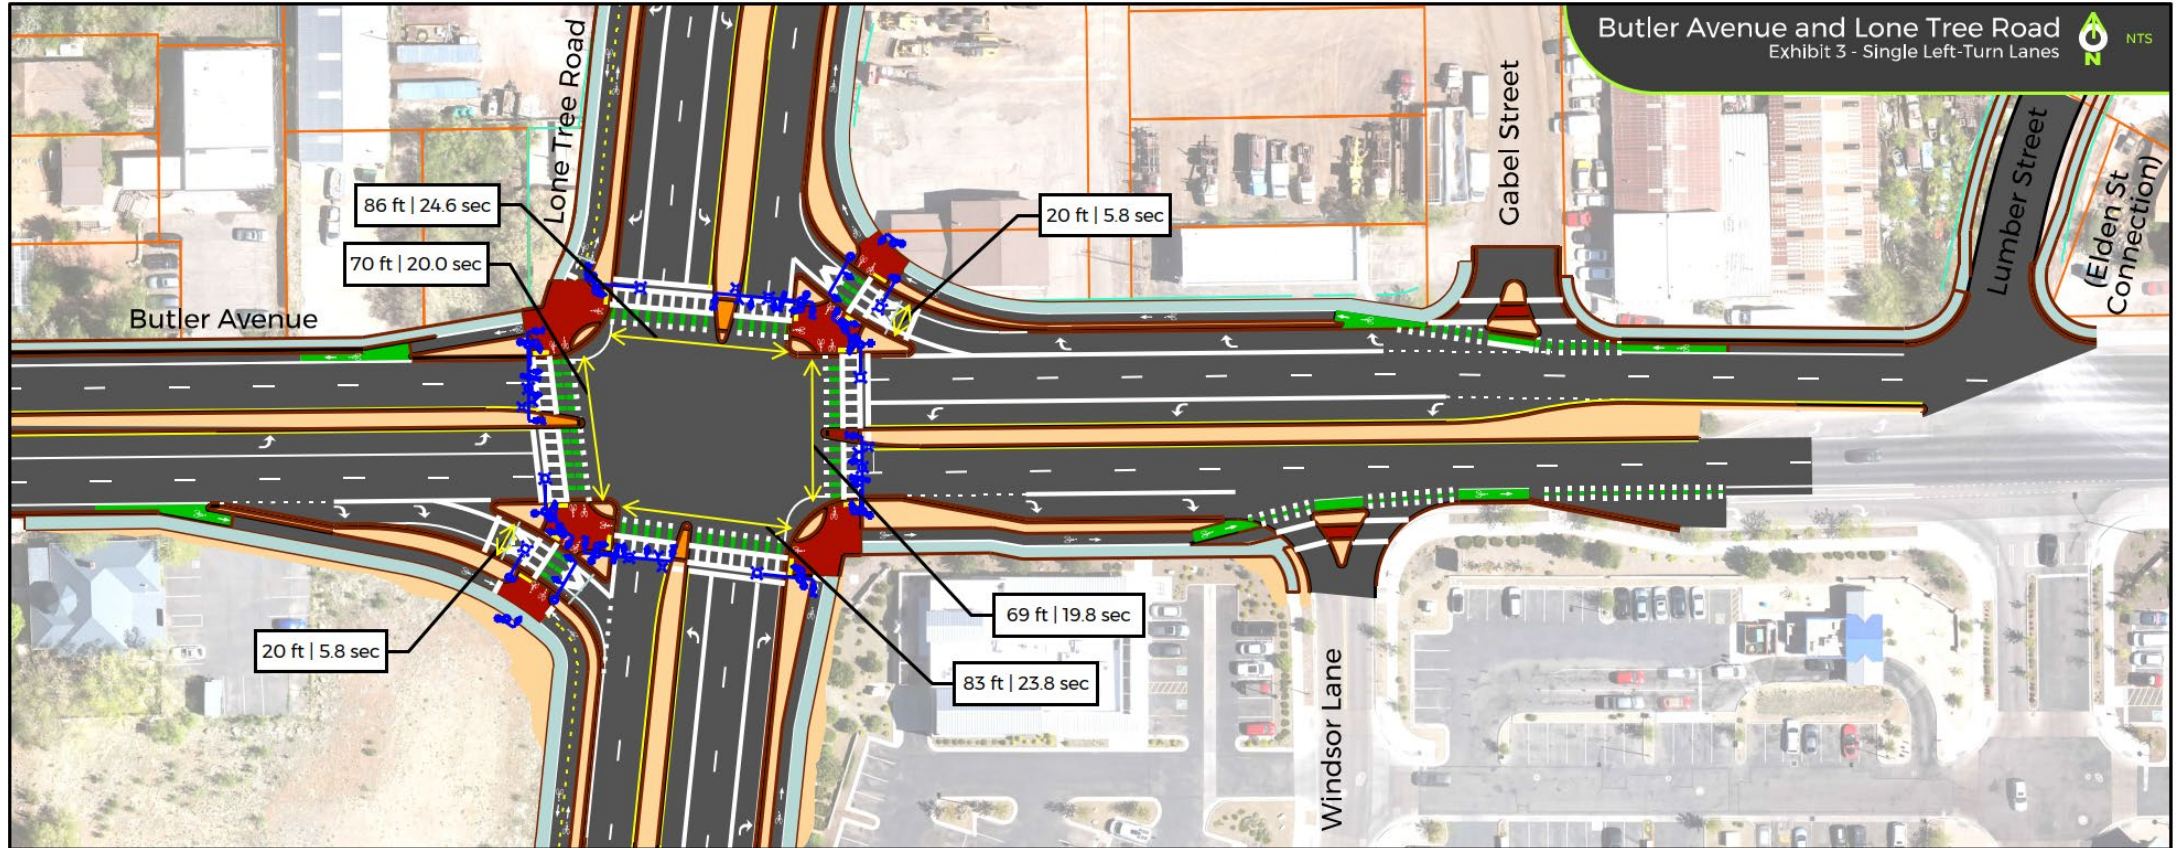 Butler Avenue and Lone Tree Road
Exhibit 3 - Single Left-Turn Lanes
N
NTS
Lone Tree Road
Gabel Street
Lumber Street
(Elden St
Connection)
86 ft | 24.6 sec
20 ft | 5.8 sec
70 ft | 20.0 sec
Butler Avenue
69 ft | 19.8 sec
20 ft | 5.8 sec
83 ft | 23.8 sec
Windsor Lane